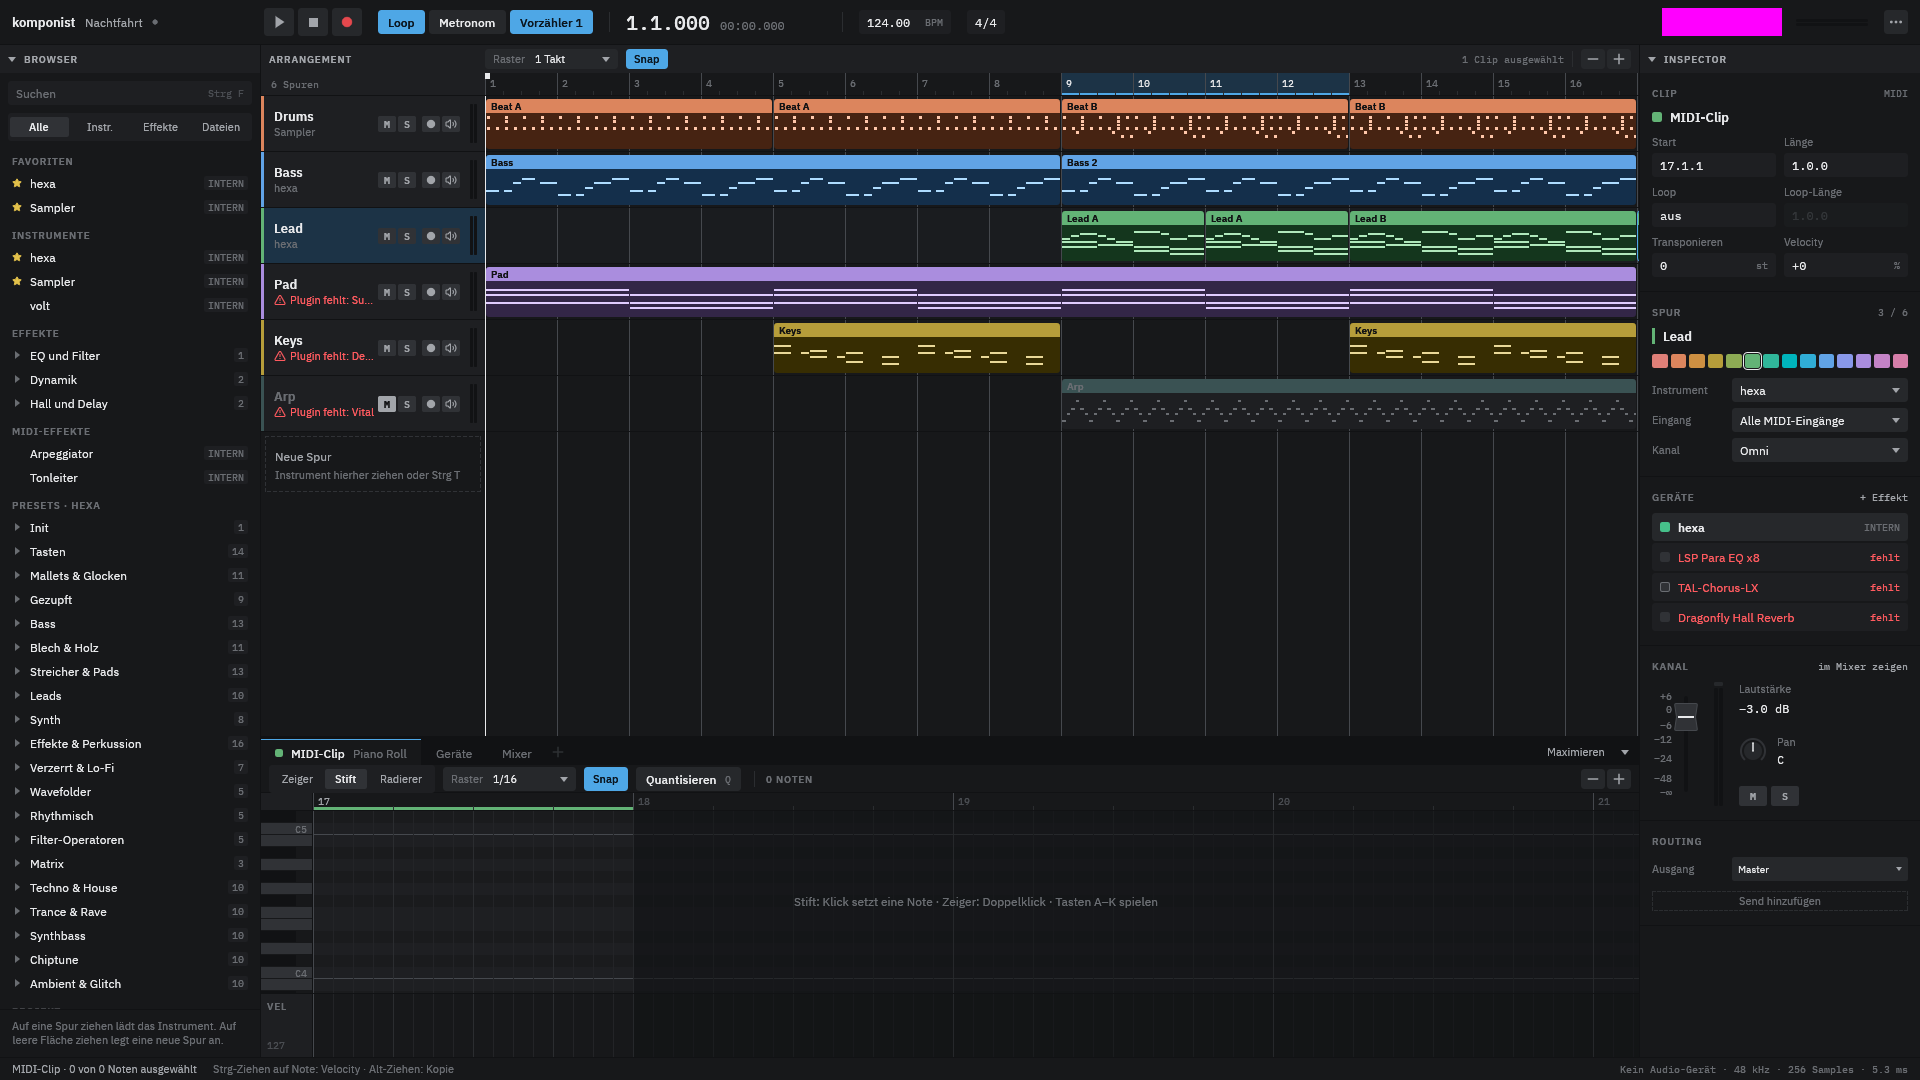 komponist Nachtfahrt
Loop Metronom Vorzähler 1
1.1.000 00:00.000
124.00 BPM 4/4
BROWSER
Suchen Strg F
Alle Instr. Effekte Dateien
FAVORITEN
hexa INTERN
Sampler INTERN
INSTRUMENTE
hexa INTERN
Sampler INTERN
volt INTERN
EFFEKTE
EQ und Filter 1
Dynamik 2
Hall und Delay 2
MIDI-EFFEKTE
Arpeggiator INTERN
Tonleiter INTERN
PRESETS · HEXA
Init 1
Tasten 14
Mallets & Glocken 11
Gezupft 9
Bass 13
Blech & Holz 11
Streicher & Pads 13
Leads 10
Synth 8
Effekte & Perkussion 16
Verzerrt & Lo-Fi 7
Wavefolder 5
Rhythmisch 5
Filter-Operatoren 5
Matrix 3
Techno & House 10
Trance & Rave 10
Synthbass 10
Chiptune 10
Ambient & Glitch 10
Auf eine Spur ziehen lädt das Instrument. Auf
leere Fläche ziehen legt eine neue Spur an.
ARRANGEMENT Raster 1 Takt Snap 1 Clip ausgewählt
6 Spuren 1 2 3 4 5 6 7 8 9 10 11 12 13 14 15 16
Drums M S
Sampler
Beat A Beat A Beat B Beat B
Bass M S
hexa
Bass Bass 2
Lead M S
hexa
Lead A Lead A Lead B
Pad M S
Plugin fehlt: Su...
Pad
Keys M S
Plugin fehlt: De...
Keys Keys
Arp M S
Plugin fehlt: Vital
Arp
Neue Spur
Instrument hierher ziehen oder Strg T
MIDI-Clip Piano Roll Geräte Mixer + Maximieren
Zeiger Stift Radierer Raster 1/16 Snap Quantisieren Q 0 NOTEN
17 18 19 20 21
C5
Stift: Klick setzt eine Note · Zeiger: Doppelklick · Tasten A–K spielen
C4
VEL
127
INSPECTOR
CLIP MIDI
MIDI-Clip
Start Länge
17.1.1 1.0.0
Loop Loop-Länge
aus 1.0.0
Transponieren Velocity
0 st +0 %
SPUR 3 / 6
Lead
Instrument hexa
Eingang Alle MIDI-Eingänge
Kanal Omni
GERÄTE + Effekt
hexa INTERN
LSP Para EQ x8 fehlt
TAL-Chorus-LX fehlt
Dragonfly Hall Reverb fehlt
KANAL im Mixer zeigen
+6
0
−6
−12
−24
−48
−∞
Lautstärke
−3.0 dB
Pan
C
M S
ROUTING
Ausgang Master
Send hinzufügen
MIDI-Clip · 0 von 0 Noten ausgewählt Strg-Ziehen auf Note: Velocity · Alt-Ziehen: Kopie
Kein Audio-Gerät · 48 kHz · 256 Samples · 5.3 ms